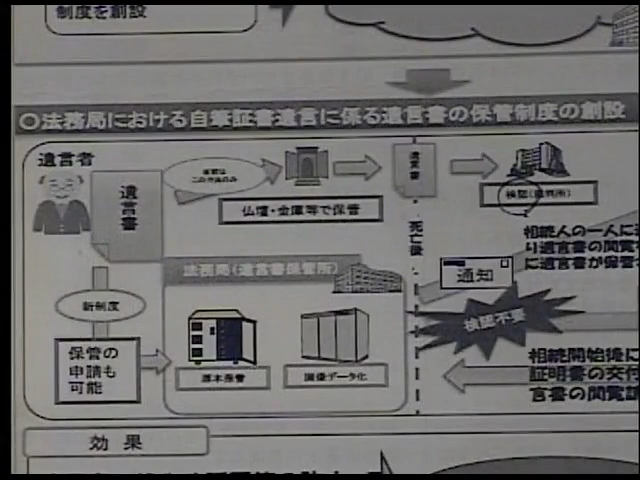 制度を創設
○法務局における自筆証書遺言に係る遺言書の保管制度の創設
遺言者
遺言書
遺言書
検認(裁判所)
仏壇・金庫等で保管
死亡後
相続人の一人に
り遺言書の閲覧
に遺言書が保管
通知
法務局(遺言書保管所)
新制度
検認不要
保管の
申請も
可能
原本保管
画像データ化
相続開始後に
証明書の交付
言書の閲覧請
効果